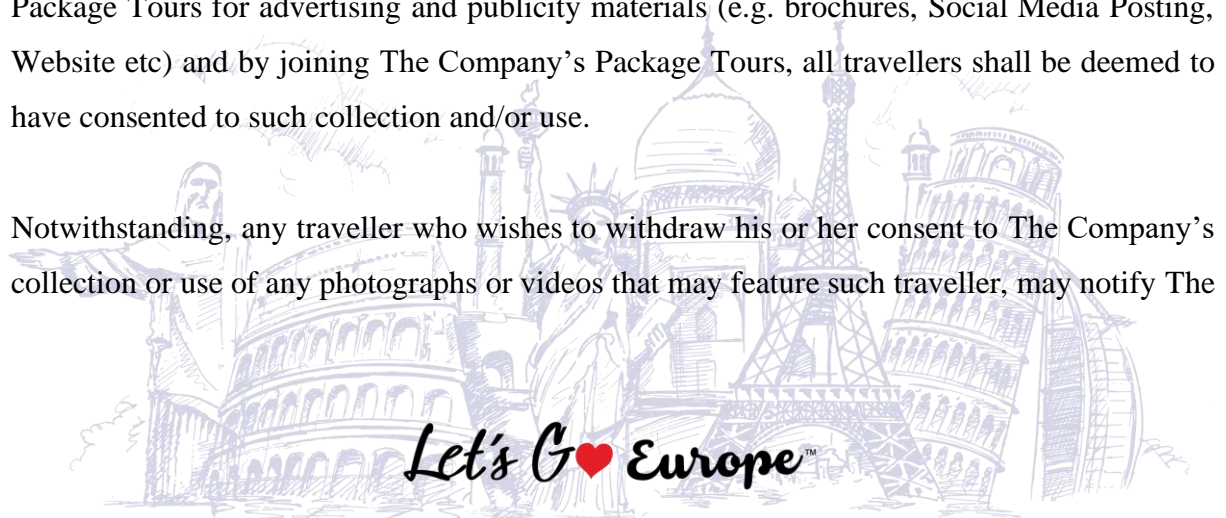 Package Tours for advertising and publicity materials (e.g. brochures, Social Media Posting,
Website etc) and by joining The Company's Package Tours, all travellers shall be deemed to
have consented to such collection and/or use.
Notwithstanding, any traveller who wishes to withdraw his or her consent to The Company's
collection or use of any photographs or videos that may feature such traveller, may notify The
Let's G❤ Europe™